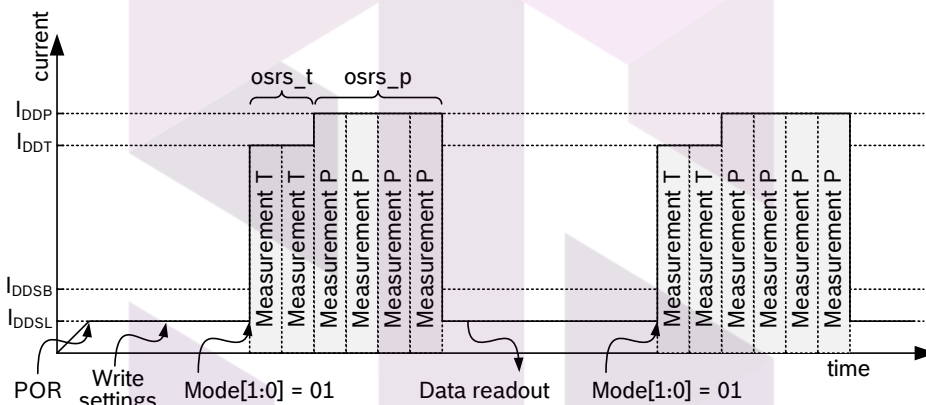 current
osrs_t
osrs_p
IDDP
IDDT
IDDSB
IDDSL
Measurement T
Measurement T
Measurement P
Measurement P
Measurement P
Measurement P
Measurement T
Measurement T
Measurement P
Measurement P
Measurement P
Measurement P
time
POR
Write
settings
Mode[1:0] = 01
Data readout
Mode[1:0] = 01